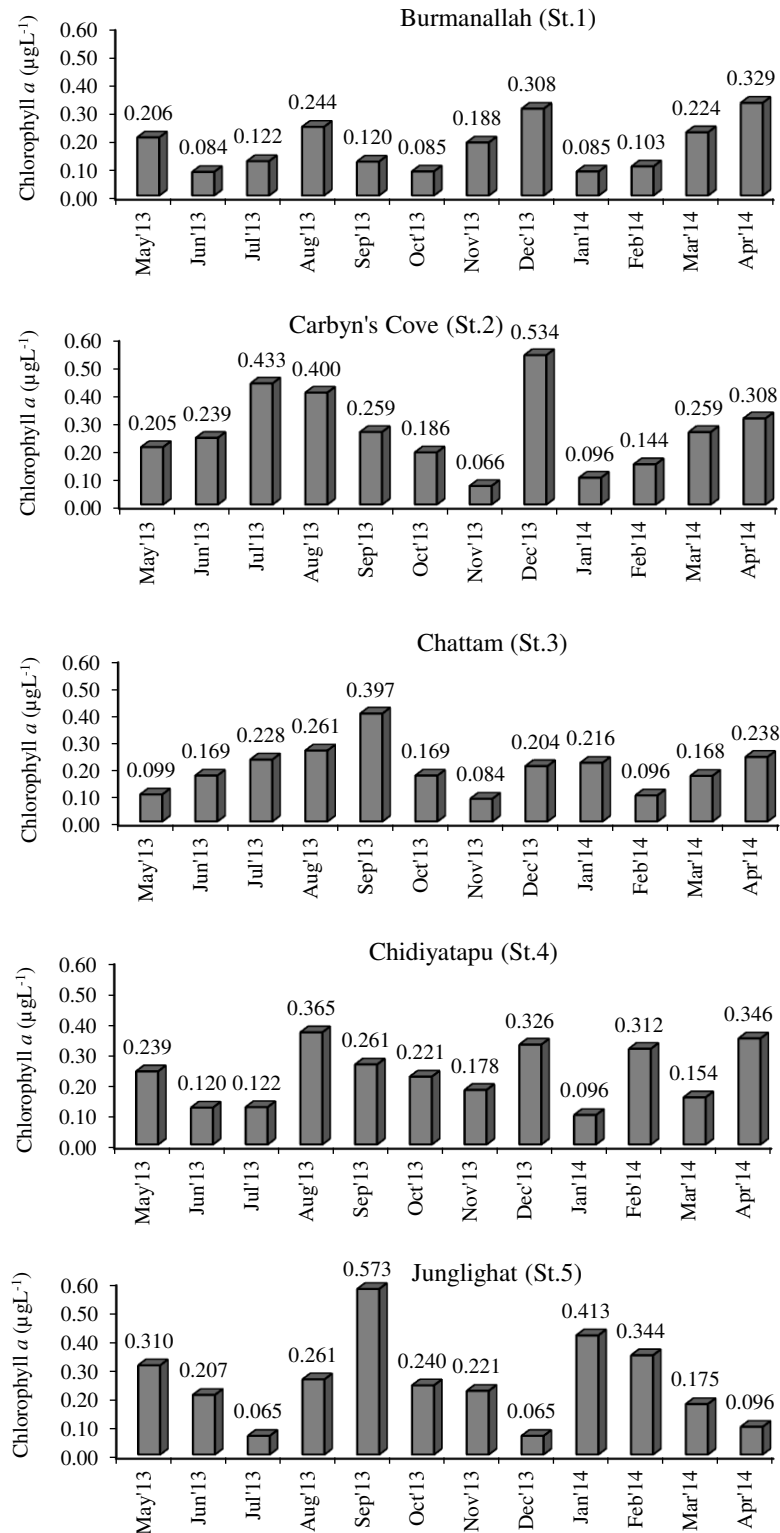 Burmanallah (St.1)
Chlorophyll a (µgL-1)
0.60
0.50
0.40
0.30
0.20
0.10
0.00
0.206 0.084 0.122 0.244 0.120 0.085 0.188 0.308 0.085 0.103 0.224 0.329
May'13 Jun'13 Jul'13 Aug'13 Sep'13 Oct'13 Nov'13 Dec'13 Jan'14 Feb'14 Mar'14 Apr'14
Carbyn's Cove (St.2)
Chlorophyll a (µgL-1)
0.60
0.50
0.40
0.30
0.20
0.10
0.00
0.205 0.239 0.433 0.400 0.259 0.186 0.066 0.534 0.096 0.144 0.259 0.308
May'13 Jun'13 Jul'13 Aug'13 Sep'13 Oct'13 Nov'13 Dec'13 Jan'14 Feb'14 Mar'14 Apr'14
Chattam (St.3)
Chlorophyll a (µgL-1)
0.60
0.50
0.40
0.30
0.20
0.10
0.00
0.099 0.169 0.228 0.261 0.397 0.169 0.084 0.204 0.216 0.096 0.168 0.238
May'13 Jun'13 Jul'13 Aug'13 Sep'13 Oct'13 Nov'13 Dec'13 Jan'14 Feb'14 Mar'14 Apr'14
Chidiyatapu (St.4)
Chlorophyll a (µgL-1)
0.60
0.50
0.40
0.30
0.20
0.10
0.00
0.239 0.120 0.122 0.365 0.261 0.221 0.178 0.326 0.096 0.312 0.154 0.346
May'13 Jun'13 Jul'13 Aug'13 Sep'13 Oct'13 Nov'13 Dec'13 Jan'14 Feb'14 Mar'14 Apr'14
Junglighat (St.5)
Chlorophyll a (µgL-1)
0.60
0.50
0.40
0.30
0.20
0.10
0.00
0.310 0.207 0.065 0.261 0.573 0.240 0.221 0.065 0.413 0.344 0.175 0.096
May'13 Jun'13 Jul'13 Aug'13 Sep'13 Oct'13 Nov'13 Dec'13 Jan'14 Feb'14 Mar'14 Apr'14